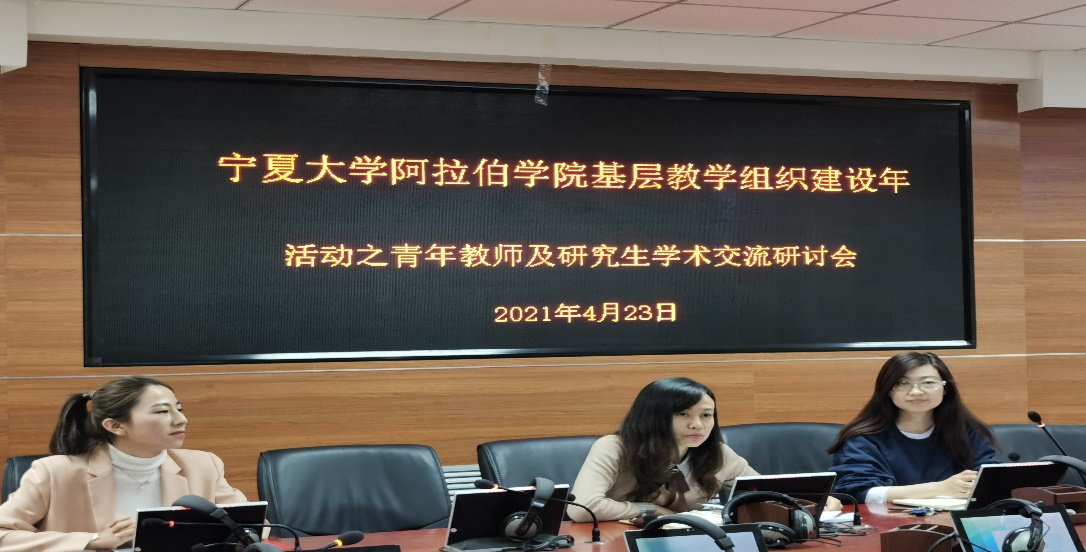 宁夏大学阿拉伯学院基层教学组织建设年
活动之青年教师及研究生学术交流研讨会
2021年4月23日